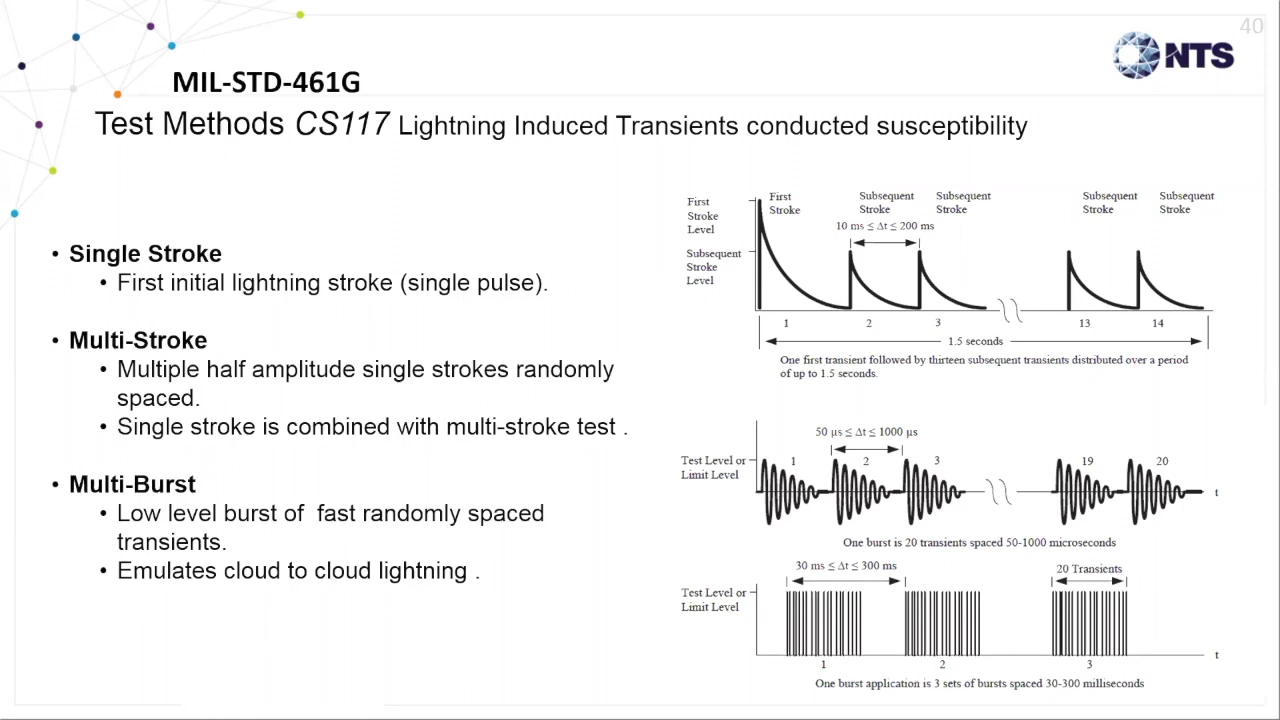 40
NTS
MIL-STD-461G
Test Methods CS117 Lightning Induced Transients conducted susceptibility
• Single Stroke
• First initial lightning stroke (single pulse).
• Multi-Stroke
• Multiple half amplitude single strokes randomly
spaced.
• Single stroke is combined with multi-stroke test .
• Multi-Burst
• Low level burst of fast randomly spaced
transients.
• Emulates cloud to cloud lightning .
First
Stroke
Level
First
Stroke
Subsequent
Stroke
Subsequent
Stroke
Subsequent
Stroke
Subsequent
Stroke
10 ms ≤ Δt ≤ 200 ms
Subsequent
Stroke
Level
1 2 3 13 14
1.5 seconds
One first transient followed by thirteen subsequent transients distributed over a period
of up to 1.5 seconds.
50 µs ≤ Δt ≤ 1000 µs
Test Level or
Limit Level
1 2 3 19 20
t
One burst is 20 transients spaced 50-1000 microseconds
30 ms ≤ Δt ≤ 300 ms
20 Transients
Test Level or
Limit Level
t
1 2 3
One burst application is 3 sets of bursts spaced 30-300 milliseconds